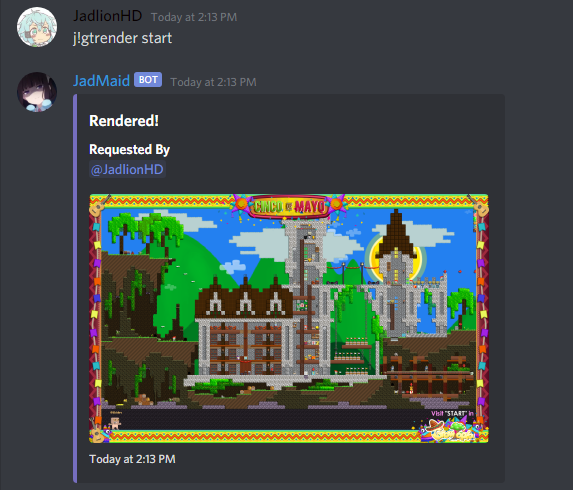 JadlionHD Today at 2:13 PM
j!gtrender start
JadMaid BOT Today at 2:13 PM
Rendered!
Requested By
@JadlionHD
CINCO DE MAYO
Visit "START" in
Today at 2:13 PM